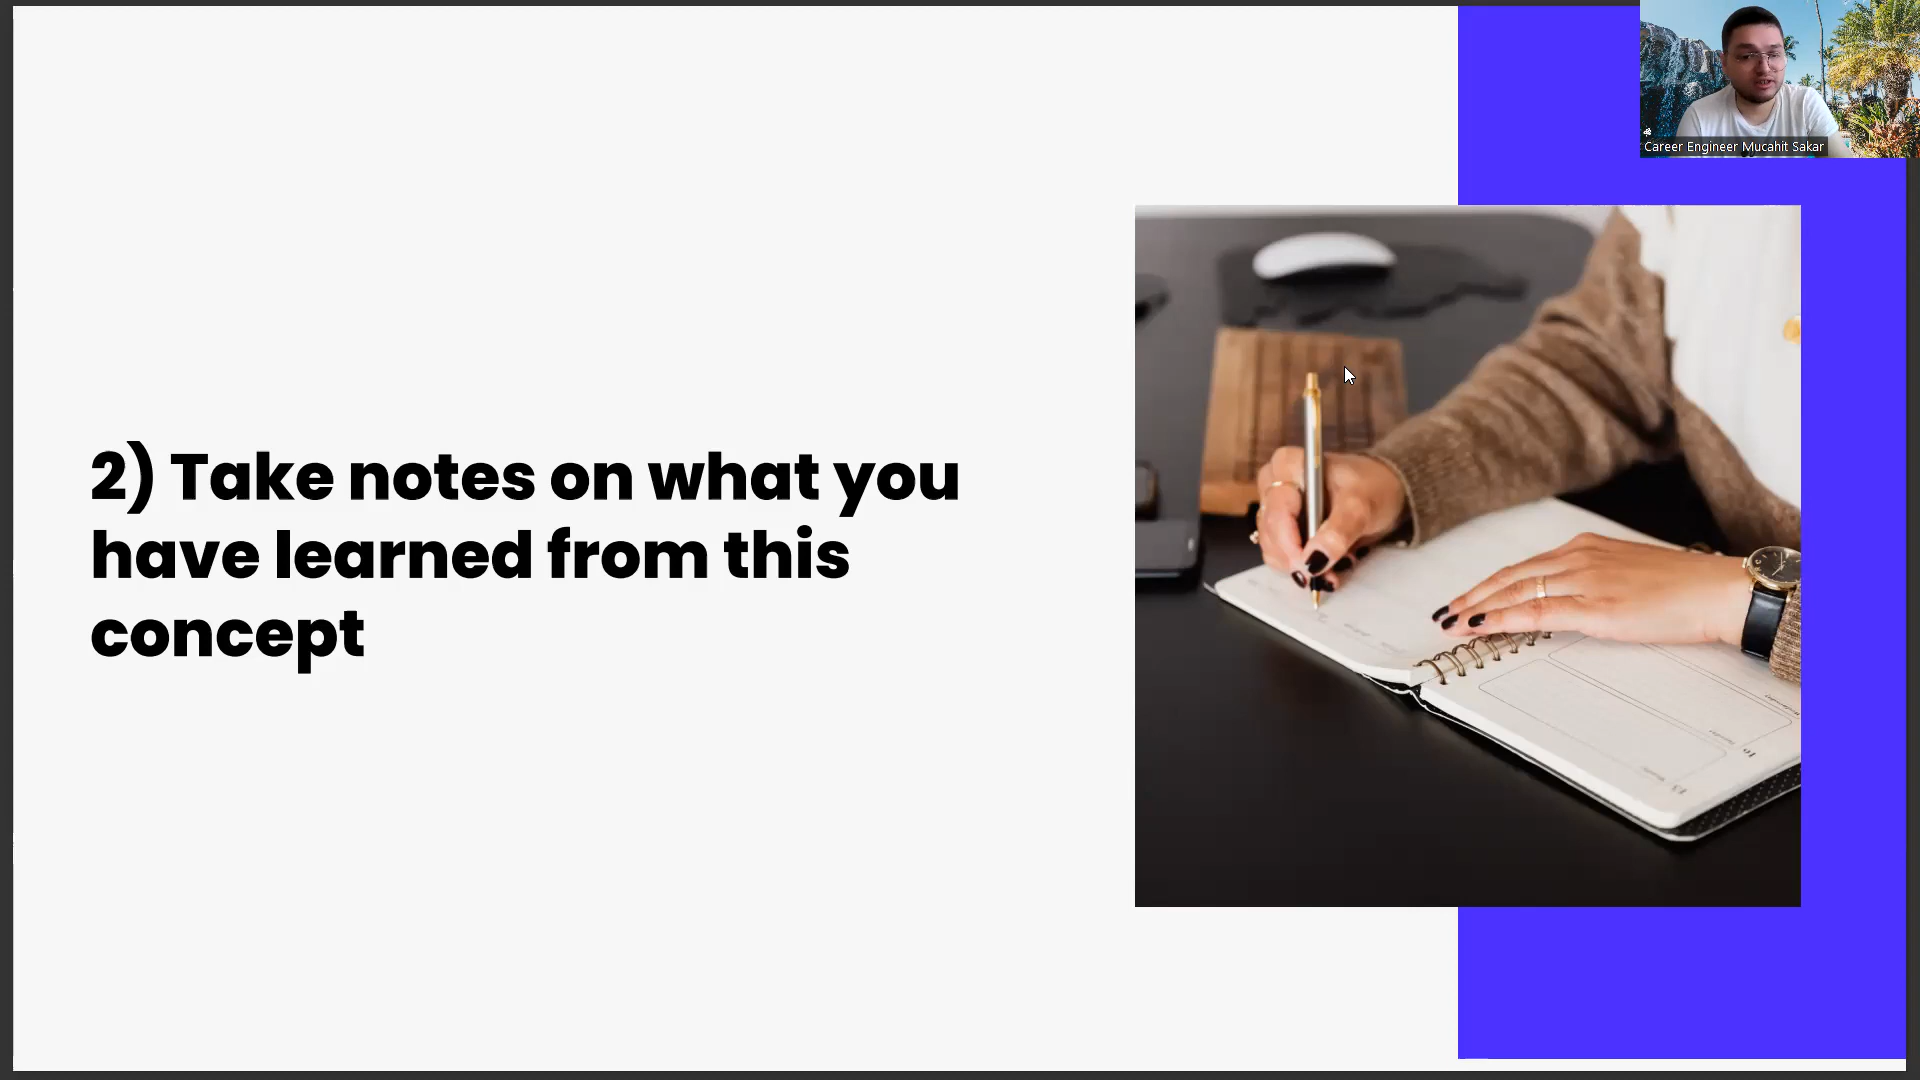 Career Engineer Mucahit Sakar
2) Take notes on what you
have learned from this
concept